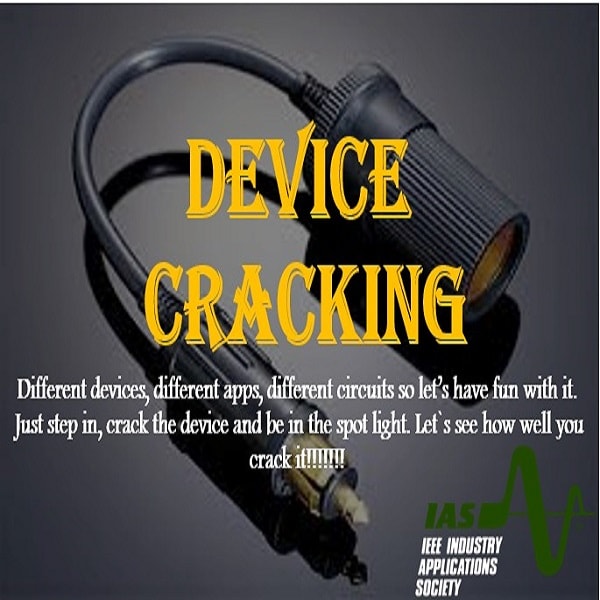 DEVICE
CRACKING
Different devices, different apps, different circuits so let's have fun with it.
Just step in, crack the device and be in the spot light. Let`s see how well you
crack it!!!!!!!
IAS
IEEE INDUSTRY
APPLICATIONS
SOCIETY